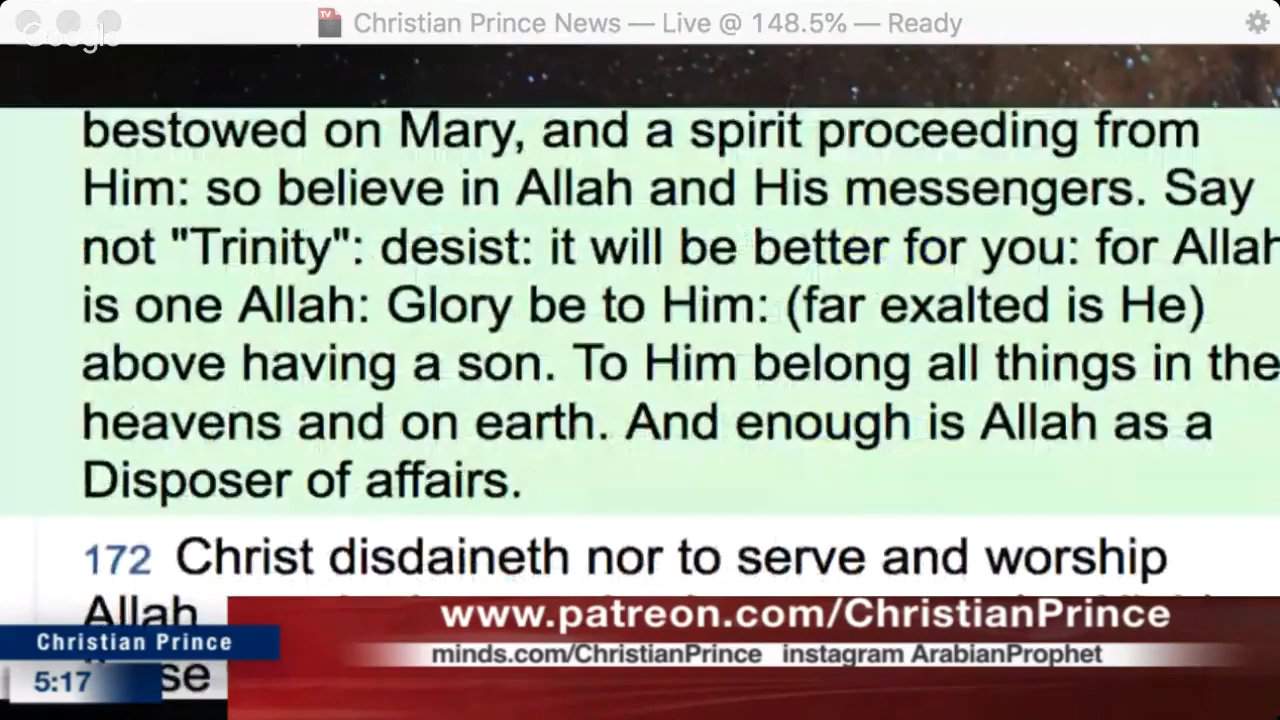 TV Christian Prince News — Live @ 148.5% — Ready
Google
bestowed on Mary, and a spirit proceeding from
Him: so believe in Allah and His messengers. Say
not "Trinity": desist: it will be better for you: for Allah
is one Allah: Glory be to Him: (far exalted is He)
above having a son. To Him belong all things in the
heavens and on earth. And enough is Allah as a
Disposer of affairs.
172 Christ disdaineth nor to serve and worship
Allah
www.patreon.com/ChristianPrince
Christian Prince
minds.com/ChristianPrince instagram ArabianProphet
5:17